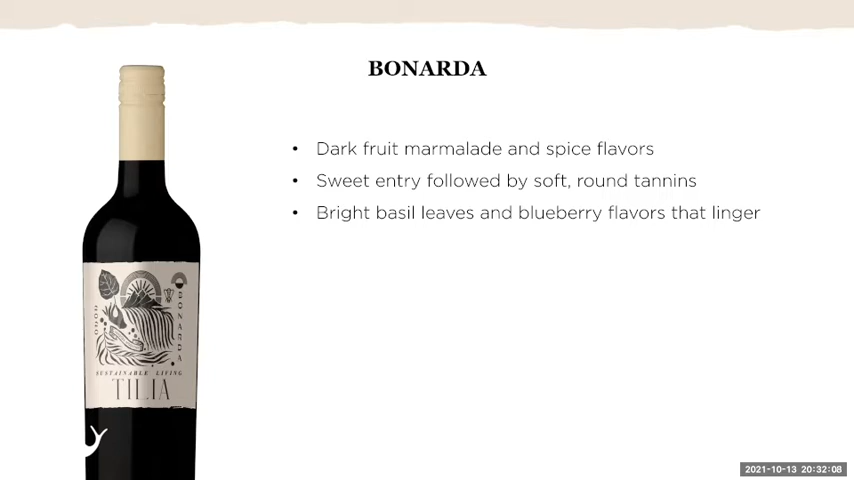 BONARDA
• Dark fruit marmalade and spice flavors
• Sweet entry followed by soft, round tannins
• Bright basil leaves and blueberry flavors that linger
BONARDA
SUSTAINABLE LIVING
TILIA
2021-10-13 20:32:08